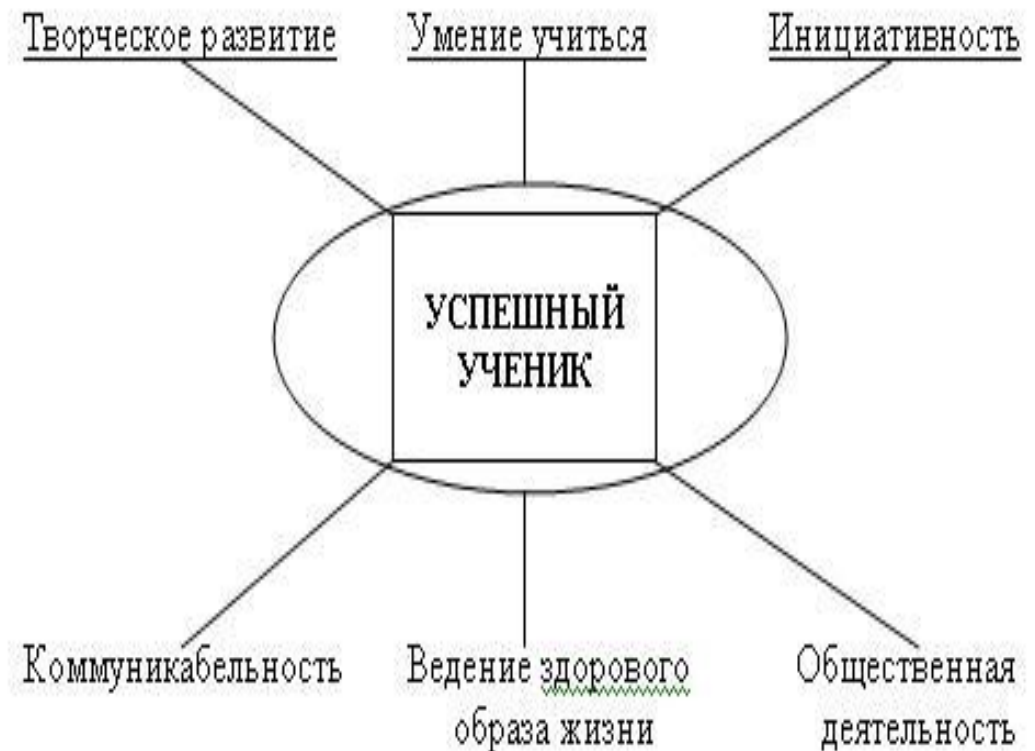 Творческое развитие
Умение учиться
Инициативность
УСПЕШНЫЙ
УЧЕНИК
Коммуникабельность
Ведение здорового
образа жизни
Общественная
деятельность